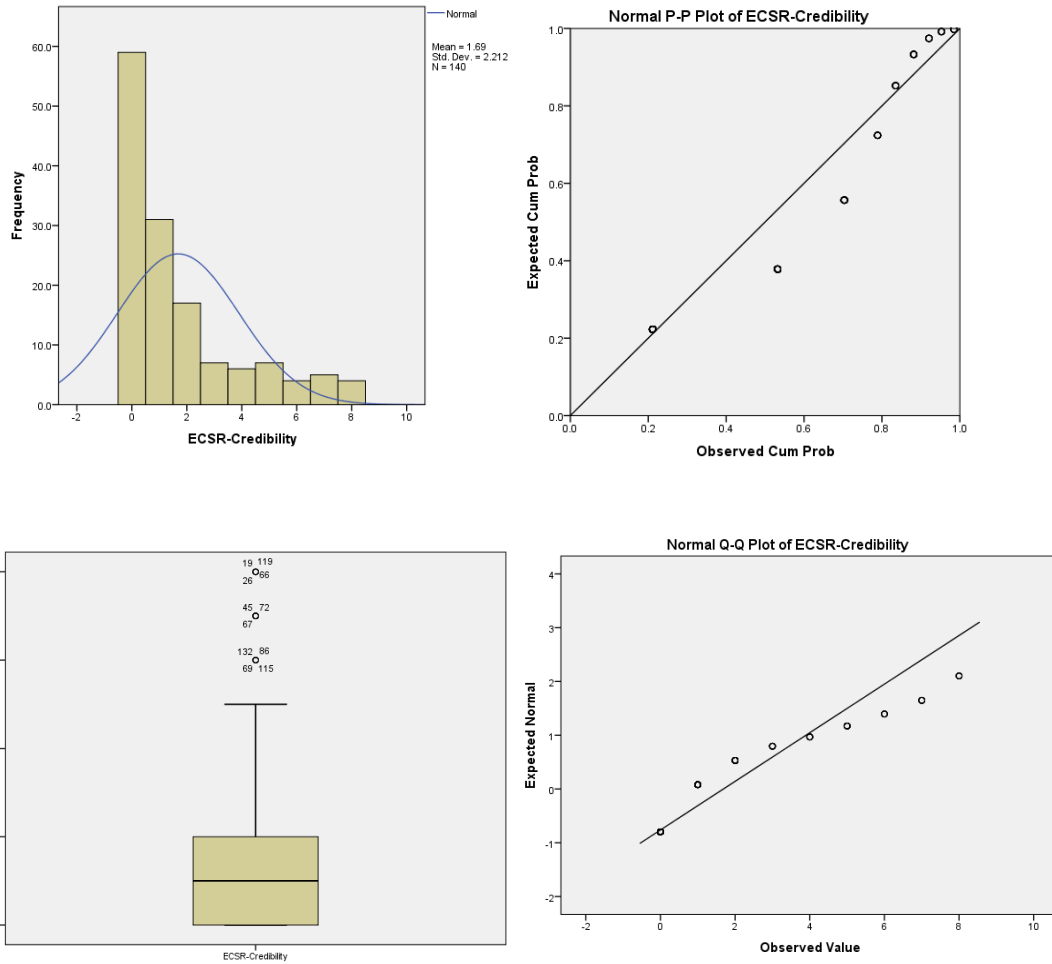 Normal
Mean = 1.69
Std. Dev. = 2.212
N = 140
60.0
50.0
40.0
30.0
20.0
10.0
0.0
Frequency
-2 0 2 4 6 8 10
ECSR-Credibility
Normal P-P Plot of ECSR-Credibility
1.0
0.8
0.6
0.4
0.2
0.0
Expected Cum Prob
0.0 0.2 0.4 0.6 0.8 1.0
Observed Cum Prob
19 119
26 66
45 72
67
132 86
69 115
ECSR-Credibility
Normal Q-Q Plot of ECSR-Credibility
4
3
2
1
0
-1
-2
Expected Normal
-2 0 2 4 6 8 10
Observed Value